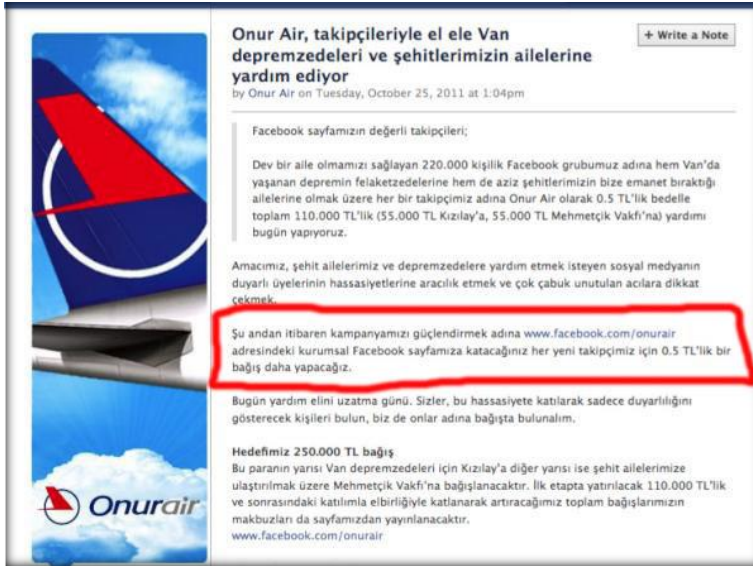 Onur Air, takipçileriyle el ele Van
depremzedeleri ve şehitlerimizin ailelerine
yardım ediyor
+ Write a Note
by Onur Air on Tuesday, October 25, 2011 at 1:04pm
Facebook sayfamızın değerli takipçileri;
Dev bir aile olmamızı sağlayan 220.000 kişilik Facebook grubumuz adına hem Van'da
yaşanan depremin felaketzedelerine hem de aziz şehitlerimizin bize emanet bıraktığı
ailelerine olmak üzere her bir takipçimiz adına Onur Air olarak 0.5 TL'lik bedelle
toplam 110.000 TL'lik (55.000 TL Kızılay'a, 55.000 TL Mehmetçik Vakfı'na) yardımı
bugün yapıyoruz.
Amacımız, şehit ailelerimiz ve depremzedelere yardım etmek isteyen sosyal medyanın
duyarlı üyelerinin hassasiyetlerine aracılık etmek ve çok çabuk unutulan acılara dikkat
çekmek.
Şu andan itibaren kampanyamızı güçlendirmek adına www.facebook.com/onurair
adresindeki kurumsal Facebook sayfamıza katacağınız her yeni takipçimiz için 0.5 TL'lik bir
bağış daha yapacağız.
Bugün yardım elini uzatma günü. Sizler, bu hassasiyete katılarak sadece duyarlılığını
gösterecek kişileri bulun, biz de onlar adına bağışta bulunalım.
Hedefimiz 250.000 TL bağış
Bu paranın yarısı Van depremzedeleri için Kızılay'a diğer yarısı ise şehit ailelerimize
ulaştırılmak üzere Mehmetçik Vakfı'na bağışlanacaktır. İlk etapta yatırılacak 110.000 TL'lik
ve sonrasındaki katılımla elbirliğiyle katlanarak artıracağımız toplam bağışlarımızın
makbuzları da sayfamızdan yayınlanacaktır.
www.facebook.com/onurair
Onurair